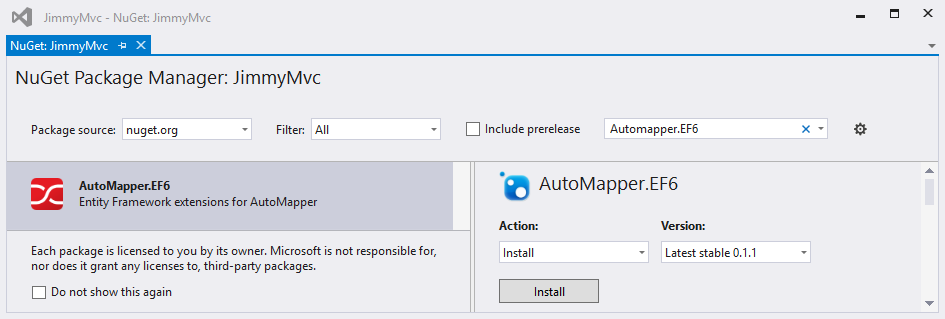 JimmyMvc - NuGet: JimmyMvc
NuGet: JimmyMvc
NuGet Package Manager: JimmyMvc
Package source: nuget.org Filter: All Include prerelease Automapper.EF6
AutoMapper.EF6
Entity Framework extensions for AutoMapper
Each package is licensed to you by its owner. Microsoft is not responsible for,
nor does it grant any licenses to, third-party packages.
Do not show this again
AutoMapper.EF6
Action: Version:
Install Latest stable 0.1.1
Install